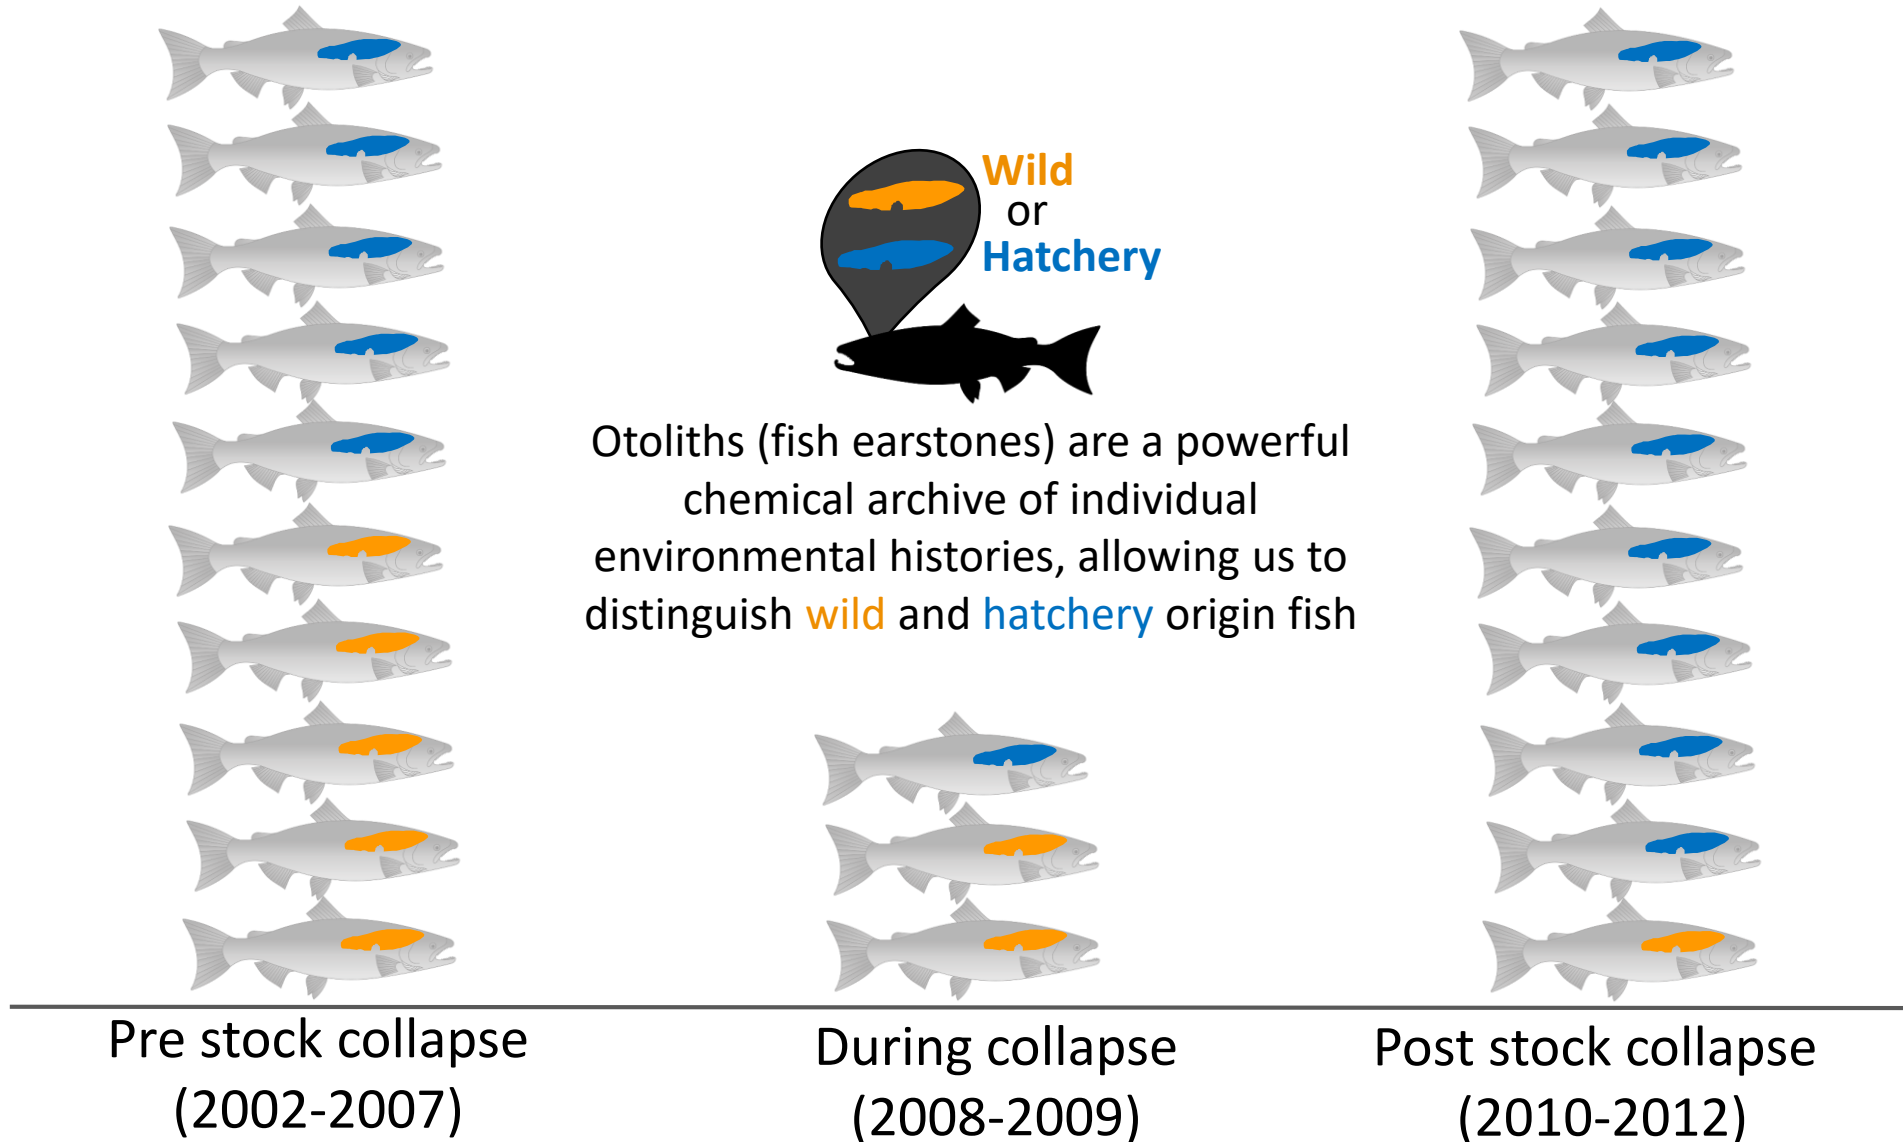 Wild
or
Hatchery
Otoliths (fish earstones) are a powerful
chemical archive of individual
environmental histories, allowing us to
distinguish wild and hatchery origin fish
Pre stock collapse
(2002-2007)
During collapse
(2008-2009)
Post stock collapse
(2010-2012)